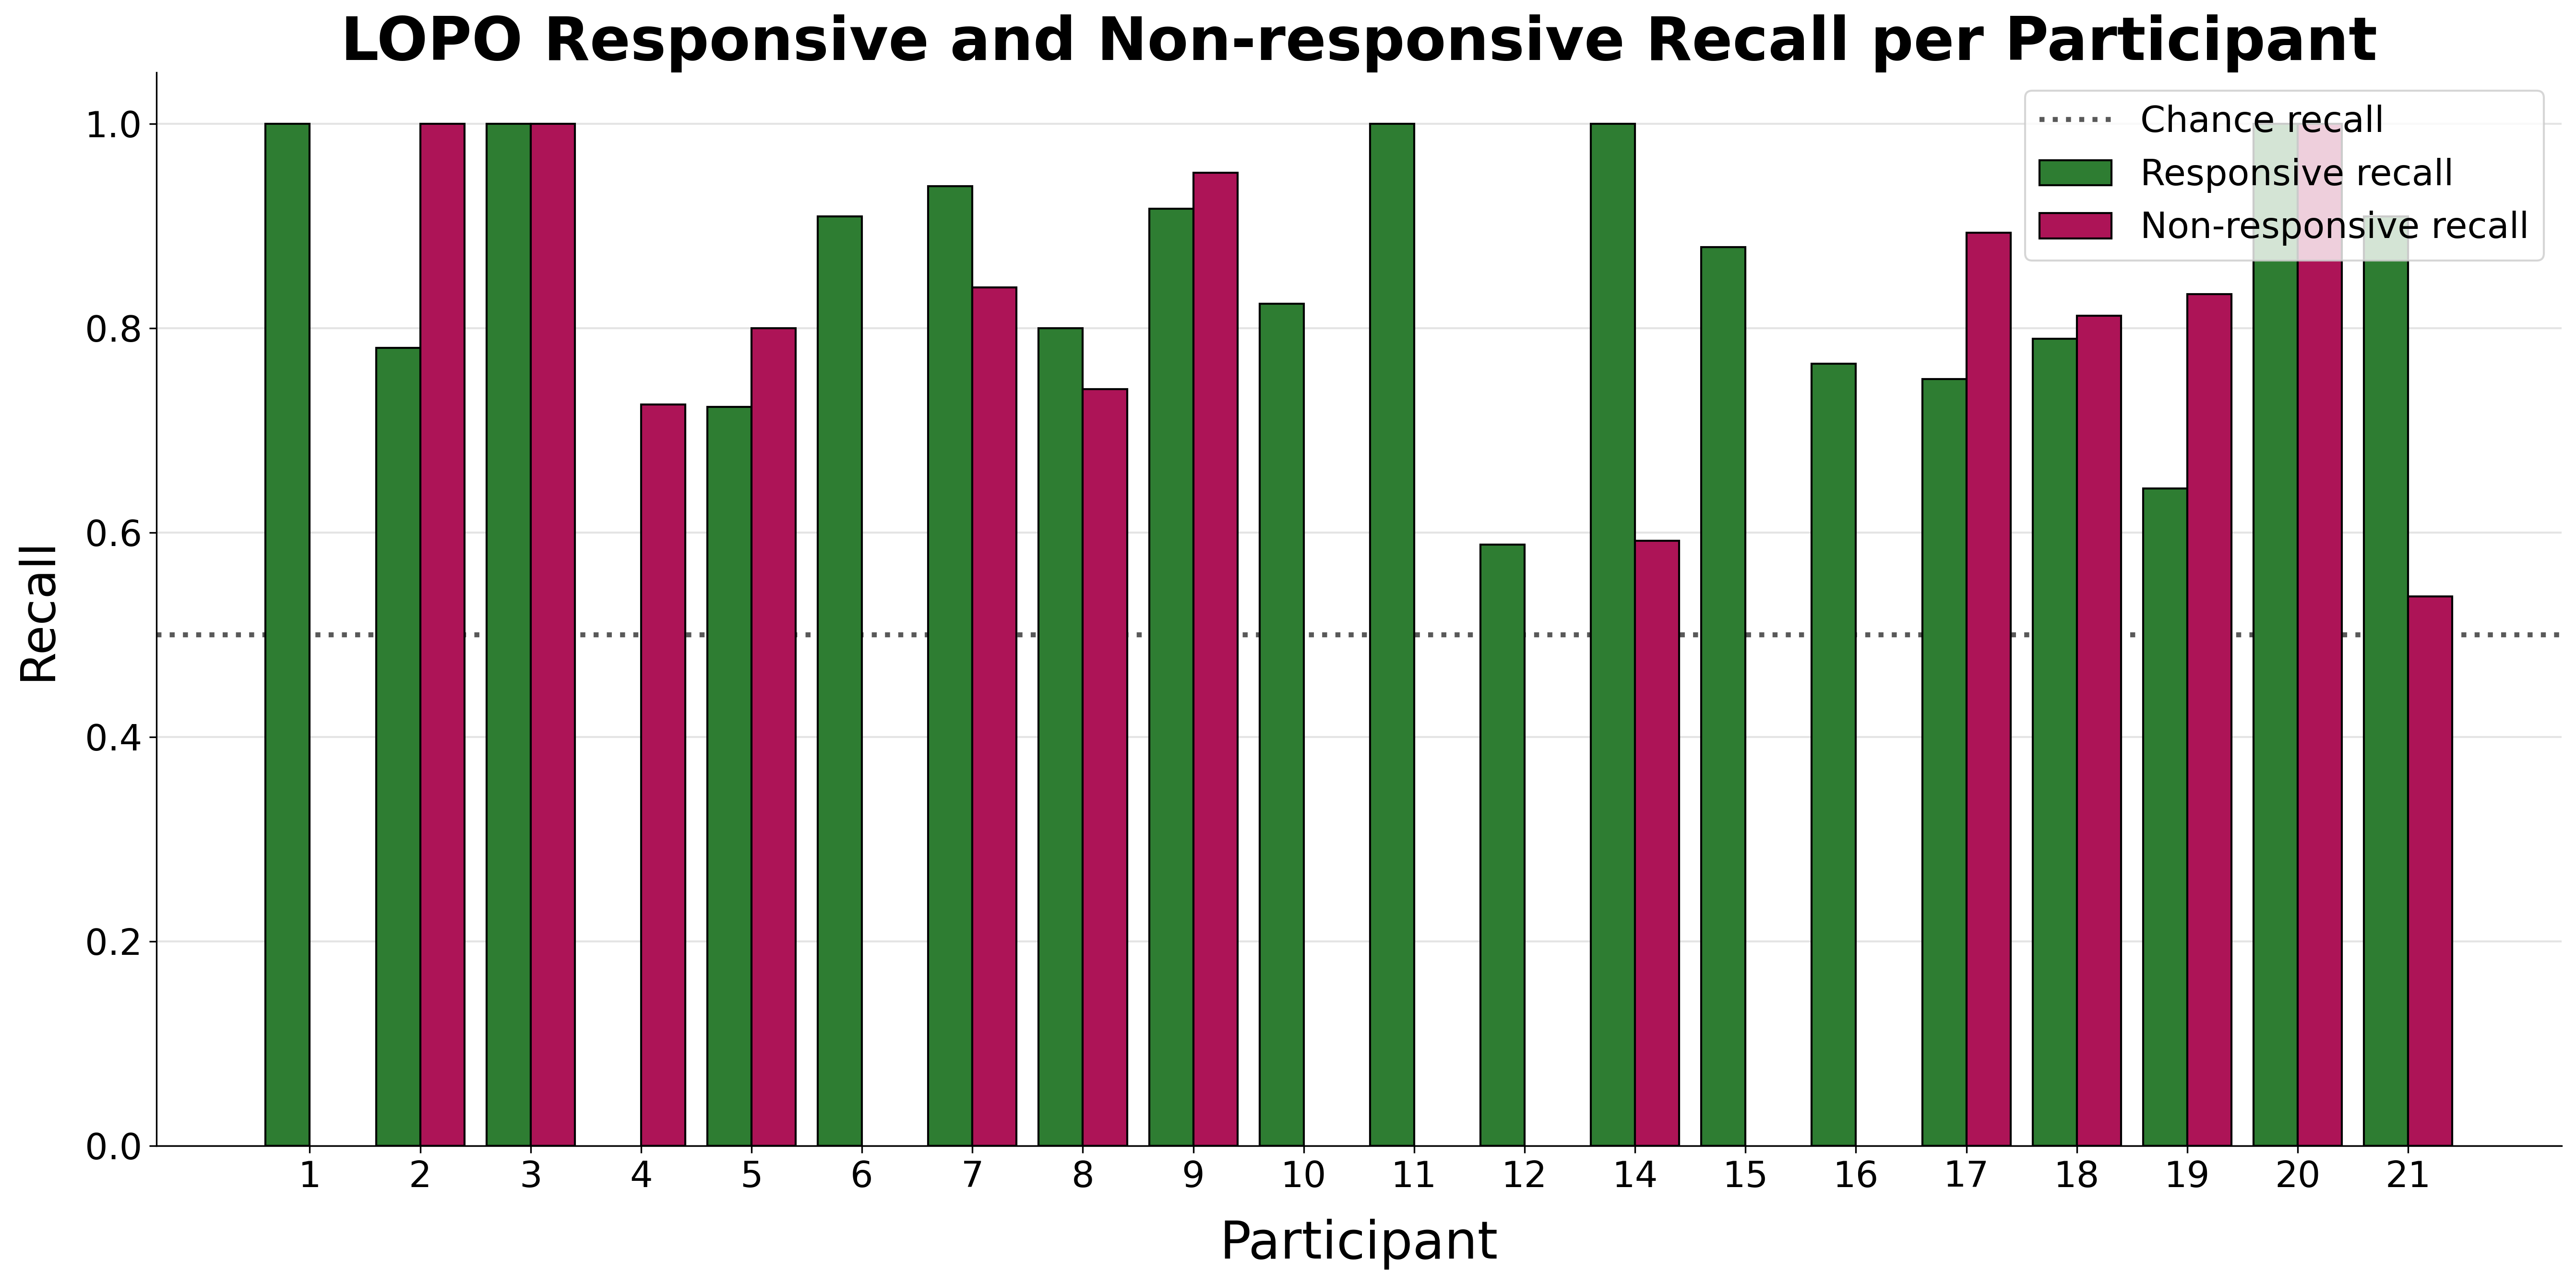 LOPO Responsive and Non-responsive Recall per Participant
Chance recall
Responsive recall
Non-responsive recall
1.0
0.8
0.6
0.4
0.2
0.0
Recall
1 2 3 4 5 6 7 8 9 10 11 12 14 15 16 17 18 19 20 21
Participant